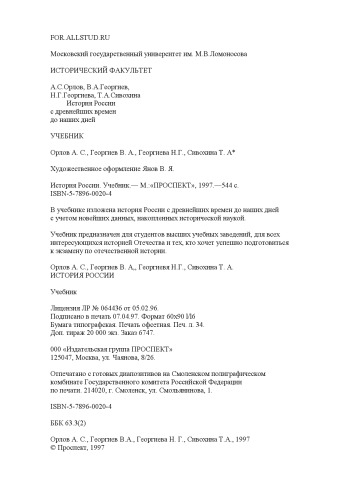 FOR.ALLSTUD.RU
Московский государственный университет им. М.В.Ломоносова
ИСТОРИЧЕСКИЙ ФАКУЛЬТЕТ
А.С.Орлов, В.А.Георгиев,
Н.Г.Георгиева, Т.А.Сивохина
История России
с древнейших времен
до наших дней
УЧЕБНИК
Орлов А. С., Георгиев В. А., Георгиева Н.Г., Сивохина Т. А*
Художественное оформление Янов В. Я.
История России. Учебник.— М.:«ПРОСПЕКТ», 1997.—544 с.
ISBN-5-7896-0020-4
В учебнике изложена история России с древнейших времен до наших дней
с учетом новейших данных, накопленных исторической наукой.
Учебник предназначен для студентов высших учебных заведений, для всех
интересующихся историей Отечества и тех, кто хочет успешно подготовиться
к экзамену по отечественной истории.
Орлов А. С., Георгиев В. А,, Георгиева Н.Г., Сивохина Т. А.
ИСТОРИЯ РОССИИ
Учебник
Лицензия ЛР № 064436 от 05.02.96.
Подписано в печать 07.04.97. Формат 60x90 I/I6
Бумага типографская. Печать офсетная. Печ. л. 34.
Доп. тираж 20 000 экз. Заказ 6747.
000 «Издательская группа ПРОСПЕКТ»
125047, Москва, ул. Чаянова, 8/26.
Отпечатано с готовых диапозитивов на Смоленском полиграфическом
комбинате Государственного комитета Российской Федерации
по печати. 214020, г. Смоленск, ул. Смольянинова, 1.
ISBN-5-7896-0020-4
ББК 63.3(2)
Орлов А. С., Георгиев В.А., Георгиева Н. Г., Сивохина Т.А., 1997
© Проспект, 1997